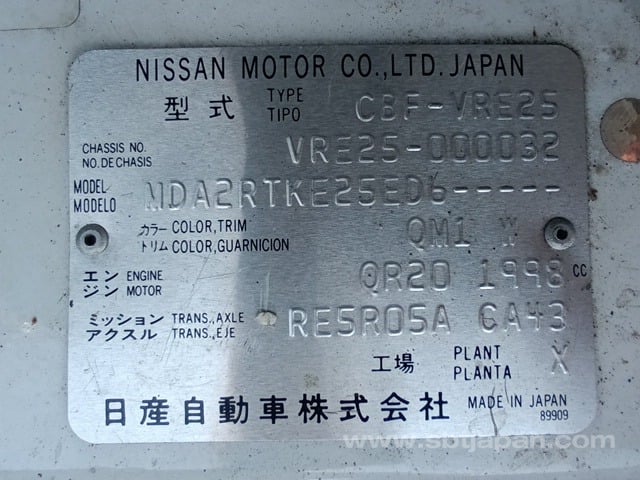 NISSAN MOTOR CO.,LTD. JAPAN
型式 TYPE TIPO CBF-VRE25
CHASSIS NO. NO. DE CHASIS VRE25-000032
MODEL MODELO MDA2RTKE25ED6-----
カラー COLOR,TRIM
トリム COLOR,GUARNICION QM1 W
エンジン ENGINE MOTOR QR20 1998 CC
ミッション TRANS.,AXLE
アクスル TRANS.,EJE RE5R05A CA43
工場 PLANT PLANTA X
日産自動車株式会社 MADE IN JAPAN
89909
www.sbtjapan.com